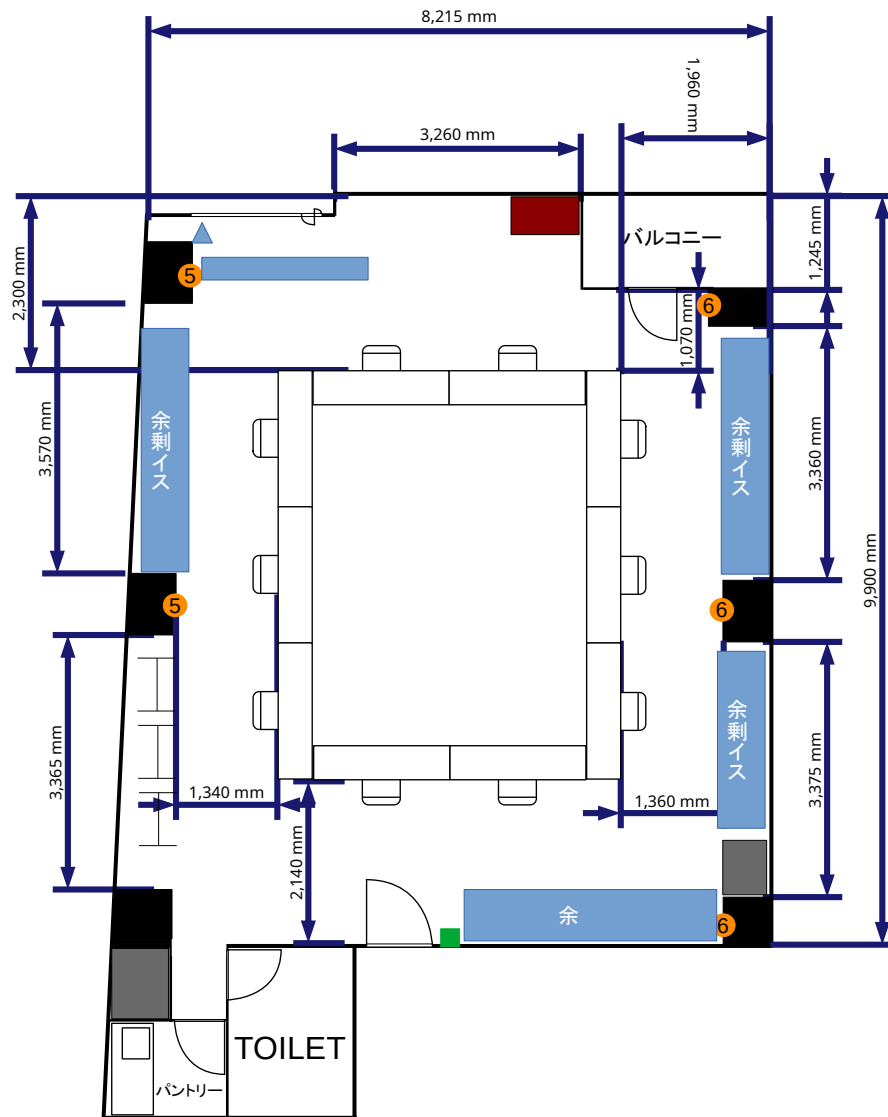 8,215 mm
1,960 mm
3,260 mm
バルコニー
1,245 mm
2,300 mm
5
6
1,070 mm
3,570 mm
余剰イス
余剰イス
3,360 mm
9,900 mm
5
6
余剰イス
3,365 mm
3,375 mm
1,340 mm
1,360 mm
2,140 mm
余
6
TOILET
パントリー